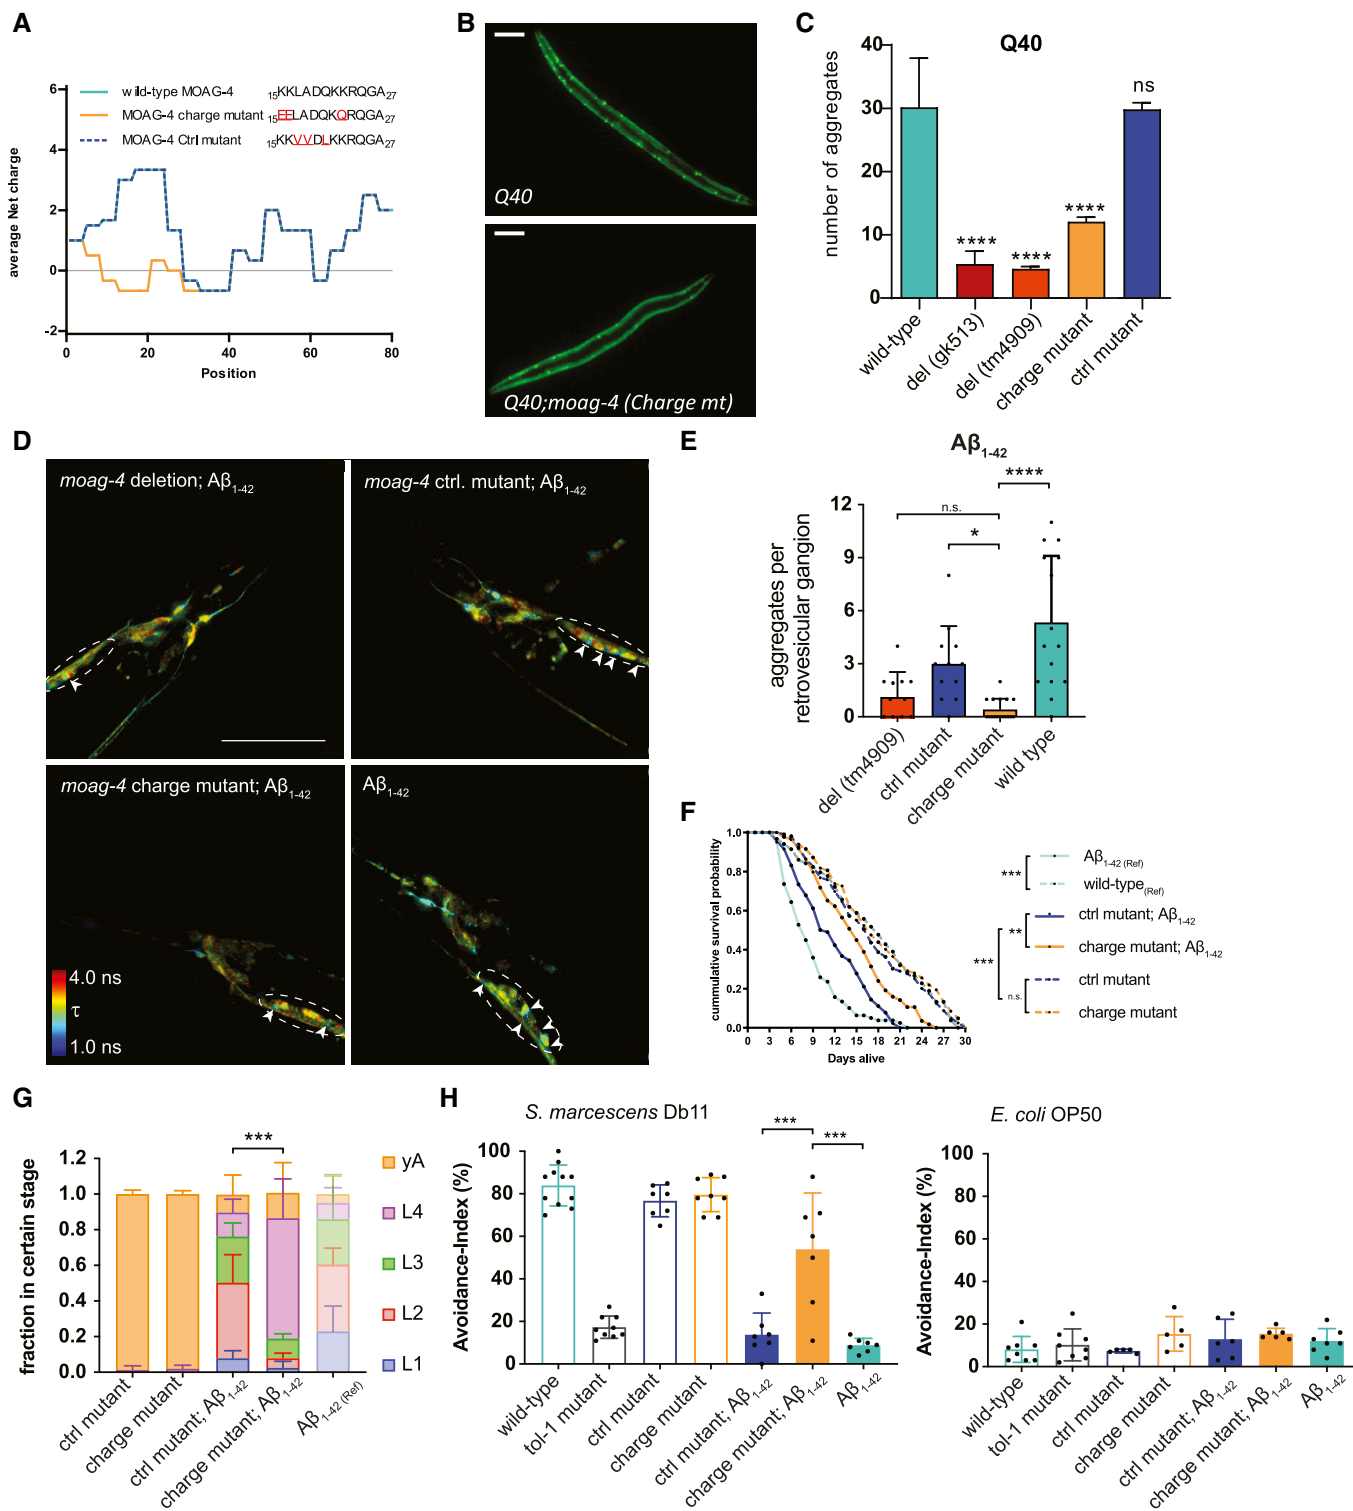 A
6
4
2
0
-2
average Net charge
wild-type MOAG-4 15KKLADQKKRQGA27
MOAG-4 charge mutant 15EELADQKQRQGA27
MOAG-4 Ctrl mutant 15KKVVDLKKRQGA27
0 20 40 60 80
Position
B
Q40
Q40;moag-4 (Charge mt)
C
Q40
number of aggregates
40
30
20
10
0
**** **** **** ns
wild-type
del (gk513)
del (tm4909)
charge mutant
ctrl mutant
D
moag-4 deletion; Aβ1-42
moag-4 ctrl. mutant; Aβ1-42
moag-4 charge mutant; Aβ1-42
Aβ1-42
4.0 ns
τ
1.0 ns
E
Aβ1-42
aggregates per
retrovesicular gangion
12
9
6
3
0
****
n.s.
*
del (tm4909)
ctrl mutant
charge mutant
wild type
F
cummulative survival probability
1.0
0.8
0.6
0.4
0.2
0.0
0 3 6 9 12 15 18 21 24 27 30
Days alive
Aβ1-42 (Ref)
wild-type(Ref)
ctrl mutant; Aβ1-42
charge mutant; Aβ1-42
ctrl mutant
charge mutant
***
**
***
n.s.
G
fraction in certain stage
1.2
1.0
0.8
0.6
0.4
0.2
0.0
***
yA
L4
L3
L2
L1
ctrl mutant
charge mutant
ctrl mutant; Aβ1-42
charge mutant; Aβ1-42
Aβ1-42 (Ref)
H
S. marcescens Db11
Avoidance-Index (%)
100
80
60
40
20
0
***
***
wild-type
tol-1 mutant
ctrl mutant
charge mutant
ctrl mutant; Aβ1-42
charge mutant; Aβ1-42
Aβ1-42
E. coli OP50
Avoidance-Index (%)
100
80
60
40
20
0
wild-type
tol-1 mutant
ctrl mutant
charge mutant
ctrl mutant; Aβ1-42
charge mutant; Aβ1-42
Aβ1-42